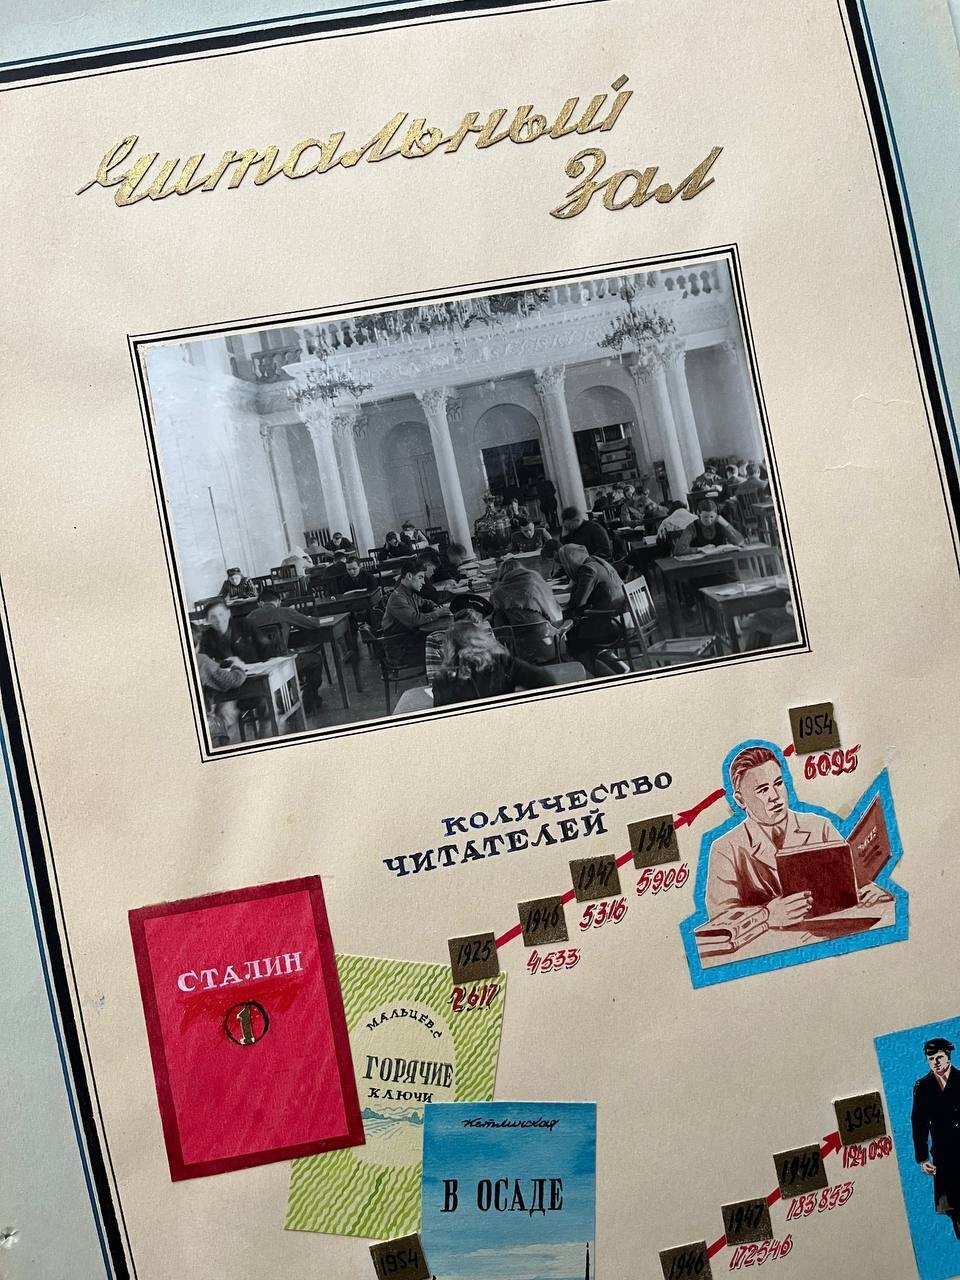 Читальный
Зал
КОЛИЧЕСТВО
ЧИТАТЕЛЕЙ
1954
6095
1948
5906
1947
5316
1946
4533
1925
2617
СТАЛИН
1
МАЛЬЦЕВ. С
ГОРЯЧИЕ
КЛЮЧИ
Кетлинская
В ОСАДЕ
1954
1948
183853
1947
172546
1946
1954